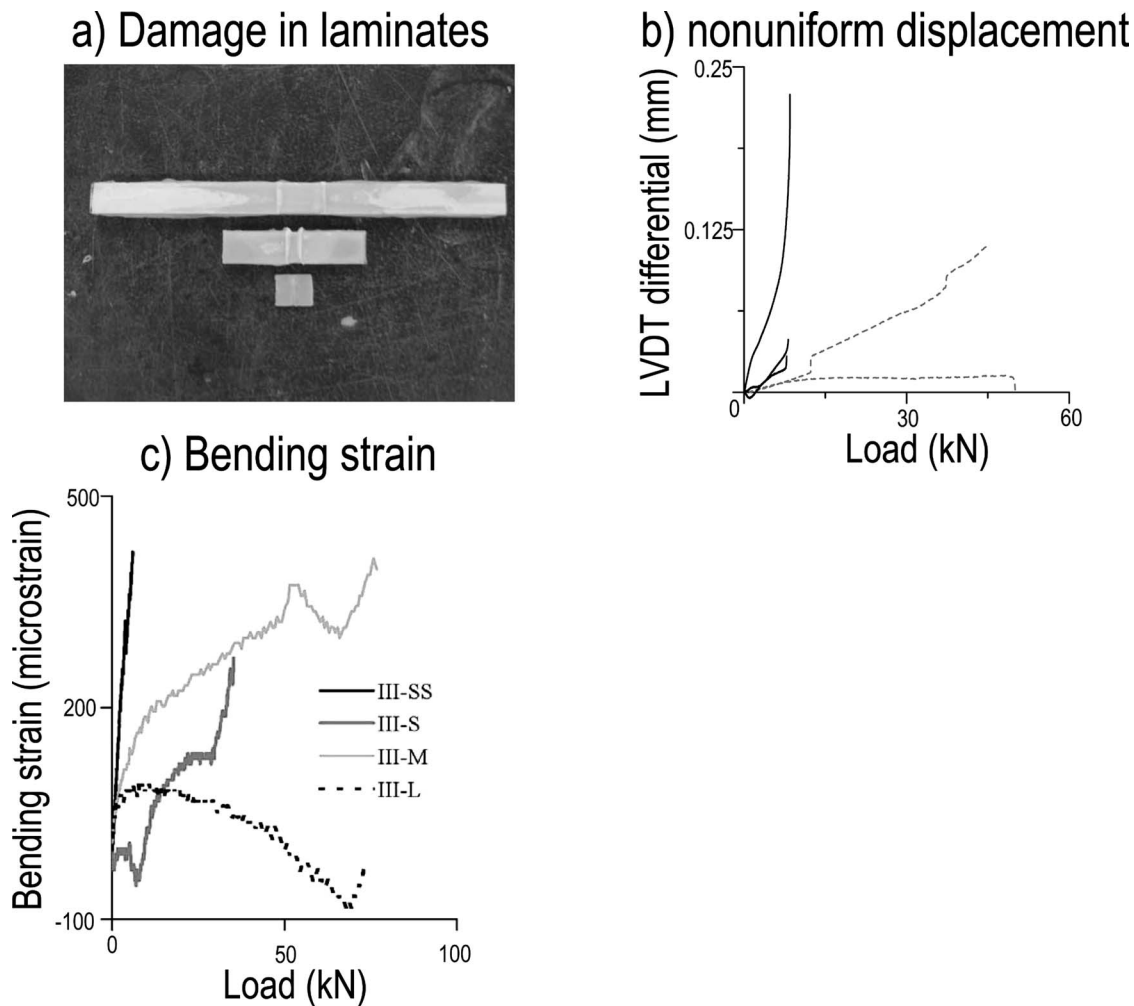 a) Damage in laminates
b) nonuniform displacement
0.25
0.125
0
0
30
60
LVDT differential (mm)
Load (kN)
c) Bending strain
500
200
-100
0
50
100
Bending strain (microstrain)
Load (kN)
III-SS
III-S
III-M
III-L